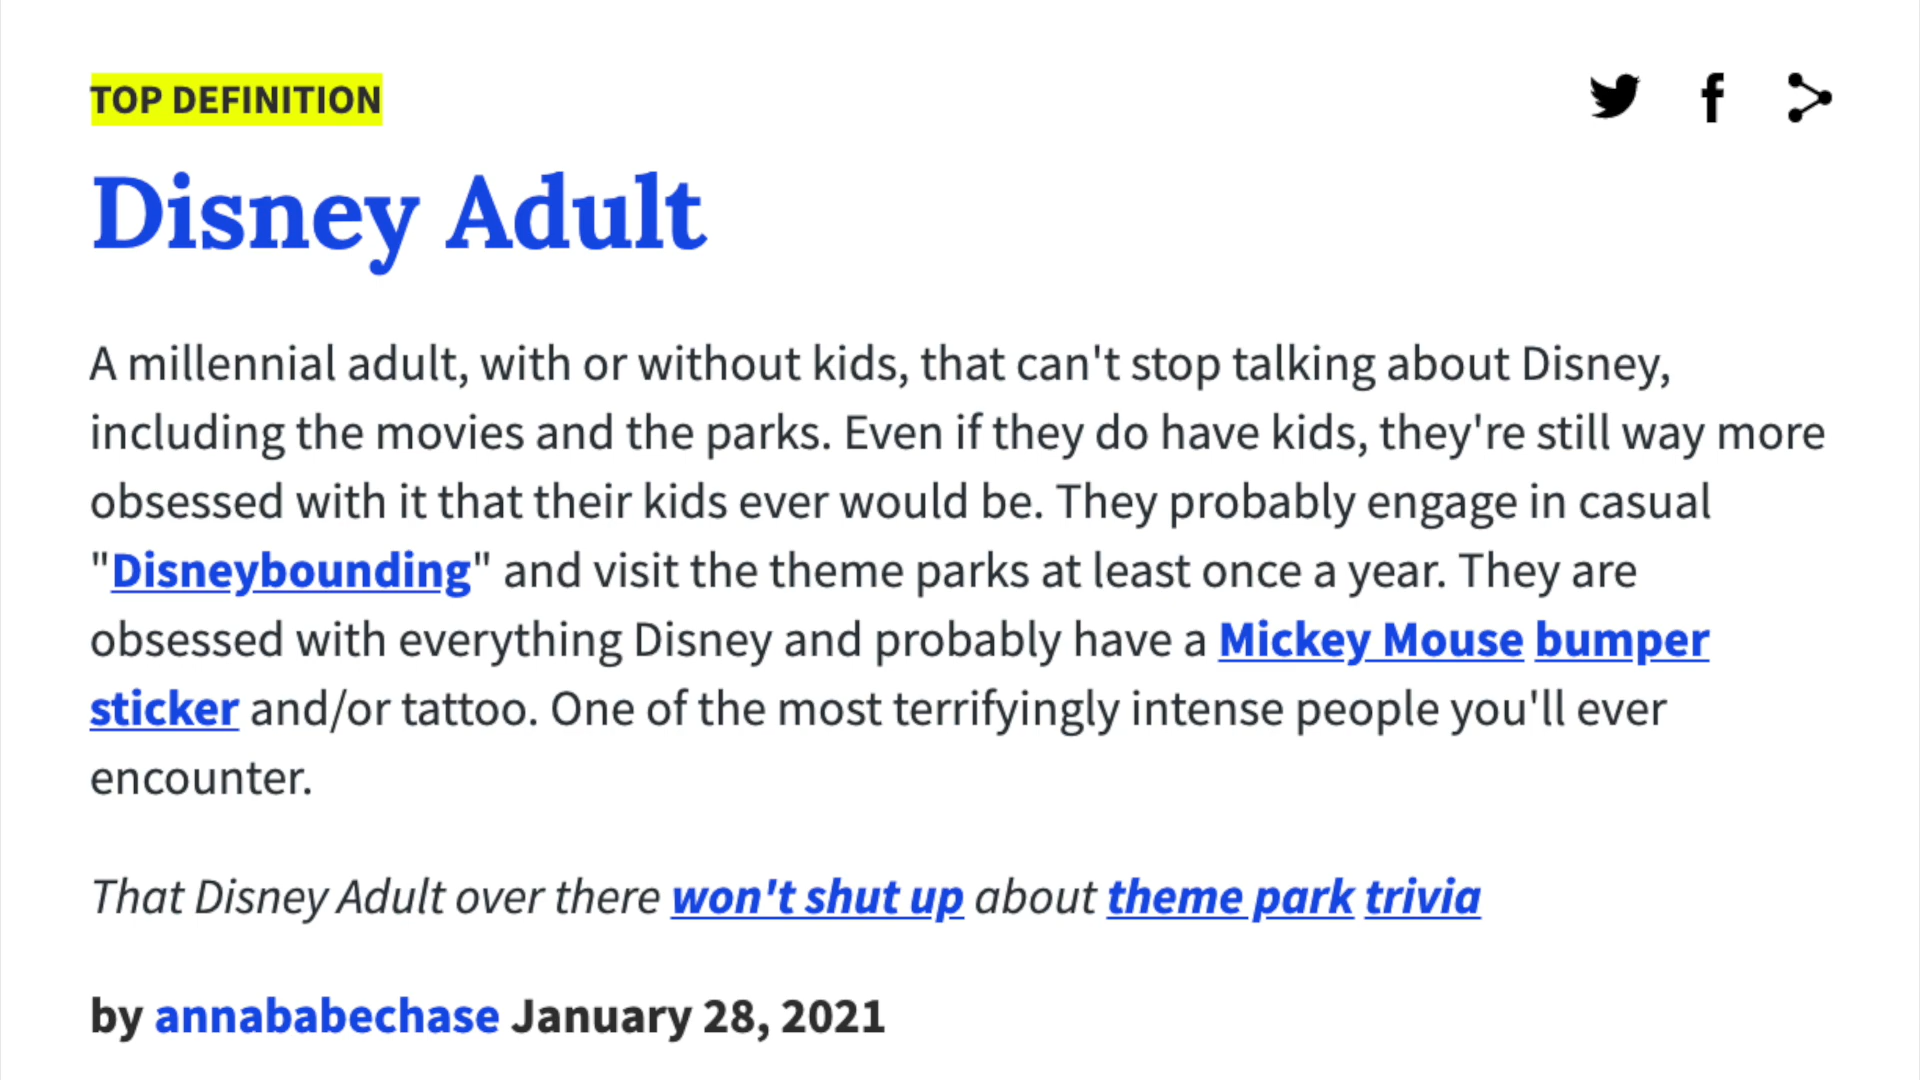 TOP DEFINITION
Disney Adult
A millennial adult, with or without kids, that can't stop talking about Disney,
including the movies and the parks. Even if they do have kids, they're still way more
obsessed with it that their kids ever would be. They probably engage in casual
"Disneybounding" and visit the theme parks at least once a year. They are
obsessed with everything Disney and probably have a Mickey Mouse bumper
sticker and/or tattoo. One of the most terrifyingly intense people you'll ever
encounter.
That Disney Adult over there won't shut up about theme park trivia
by annababechase January 28, 2021